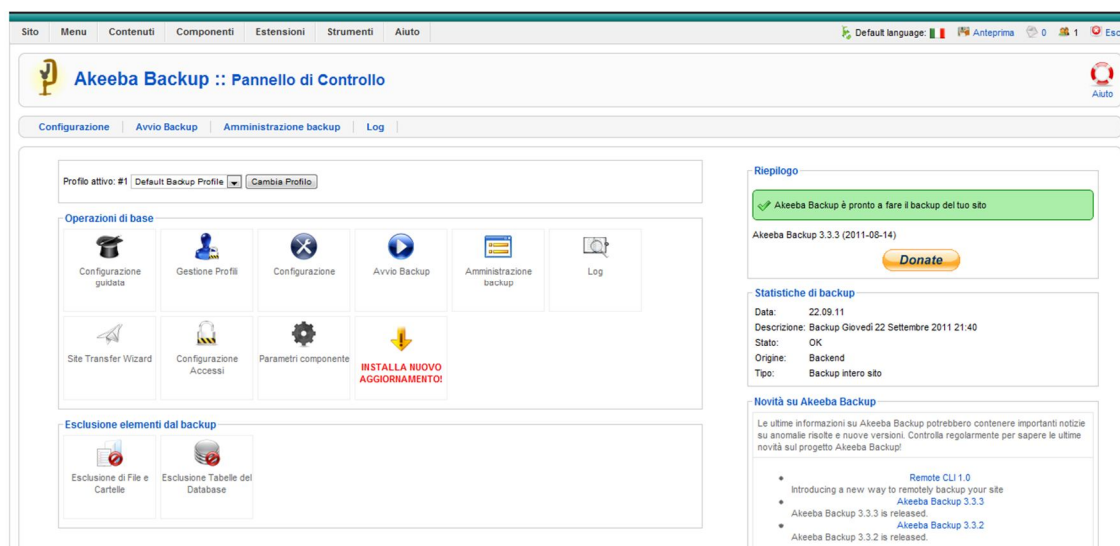 Sito Menu Contenuti Componenti Estensioni Strumenti Aiuto
Default language: Anteprima 0 1 Esc
Akeeba Backup :: Pannello di Controllo
Aiuto
Configurazione Avvio Backup Amministrazione backup Log
Profilo attivo: #1 Default Backup Profile Cambia Profilo
Operazioni di base
Configurazione guidata
Gestione Profili
Configurazione
Avvio Backup
Amministrazione backup
Log
Site Transfer Wizard
Configurazione Accessi
Parametri componente
INSTALLA NUOVO
AGGIORNAMENTO!
Esclusione elementi dal backup
Esclusione di File e
Cartelle
Esclusione Tabelle del
Database
Riepilogo
Akeeba Backup è pronto a fare il backup del tuo sito
Akeeba Backup 3.3.3 (2011-08-14)
Donate
Statistiche di backup
Data: 22.09.11
Descrizione: Backup Giovedì 22 Settembre 2011 21:40
Stato: OK
Origine: Backend
Tipo: Backup intero sito
Novità su Akeeba Backup
Le ultime informazioni su Akeeba Backup potrebbero contenere importanti notizie
su anomalie risolte e nuove versioni. Controlla regolarmente per sapere le ultime
novità sul progetto Akeeba Backup!
Remote CLI 1.0
Introducing a new way to remotely backup your site
Akeeba Backup 3.3.3
Akeeba Backup 3.3.3 is released.
Akeeba Backup 3.3.2
Akeeba Backup 3.3.2 is released.